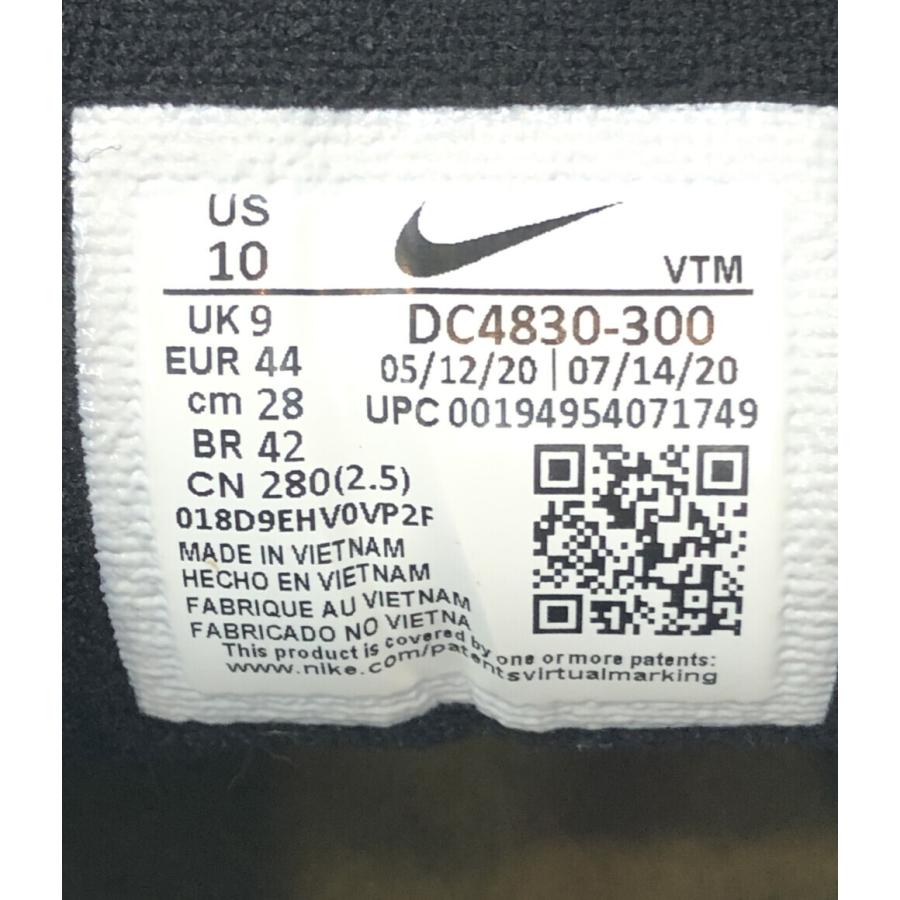 US
10
VTM
UK 9
EUR 44
cm 28
BR 42
CN 280(2.5)
DC4830-300
05/12/20 | 07/14/20
UPC 00194954071749
018D9EHV0VP2F
MADE IN VIETNAM
HECHO EN VIETNAM
FABRIQUE AU VIETNAM
FABRICADO NO VIETNA
This product is covered by one or more patents:
www.nike.com/patentsvirtualmarking